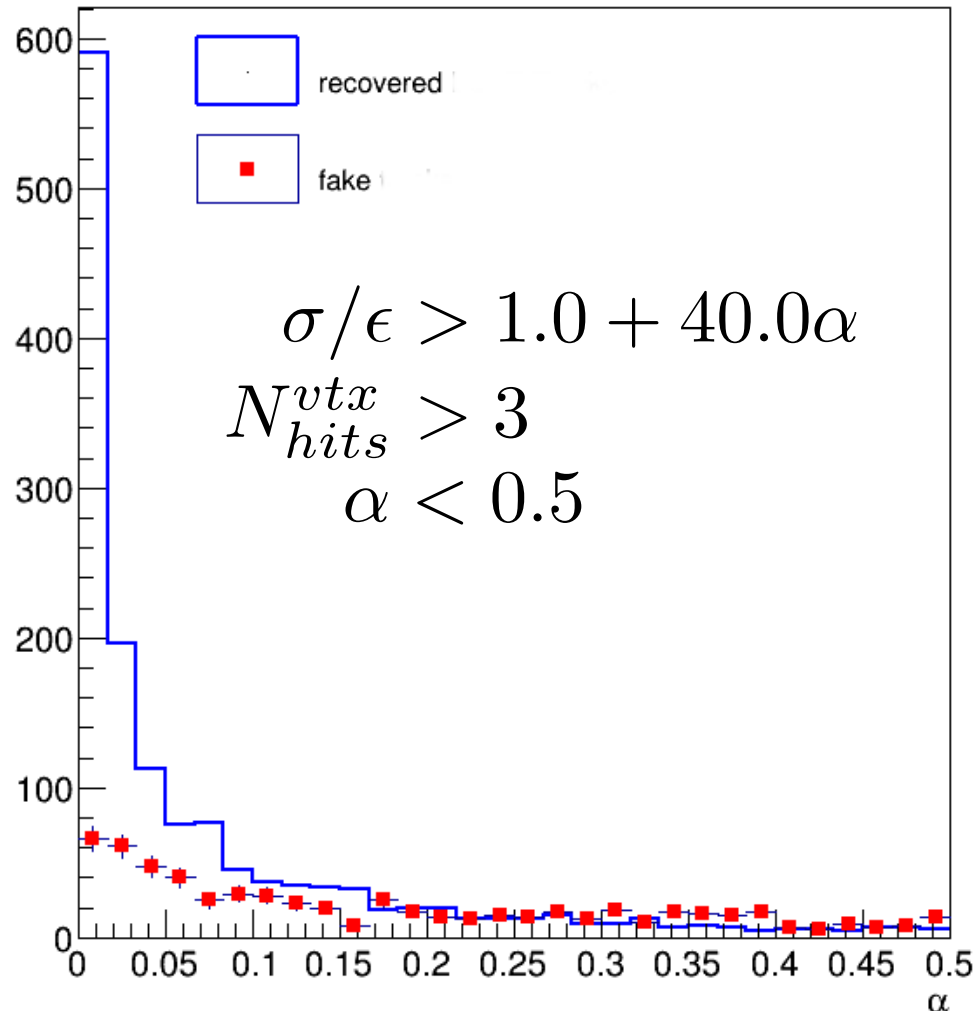 600
recovered
fake
500
σ/ϵ > 1.0 + 40.0α
400
N_{hits}^{vtx} > 3
300
α < 0.5
200
100
0
0 0.05 0.1 0.15 0.2 0.25 0.3 0.35 0.4 0.45 0.5
α